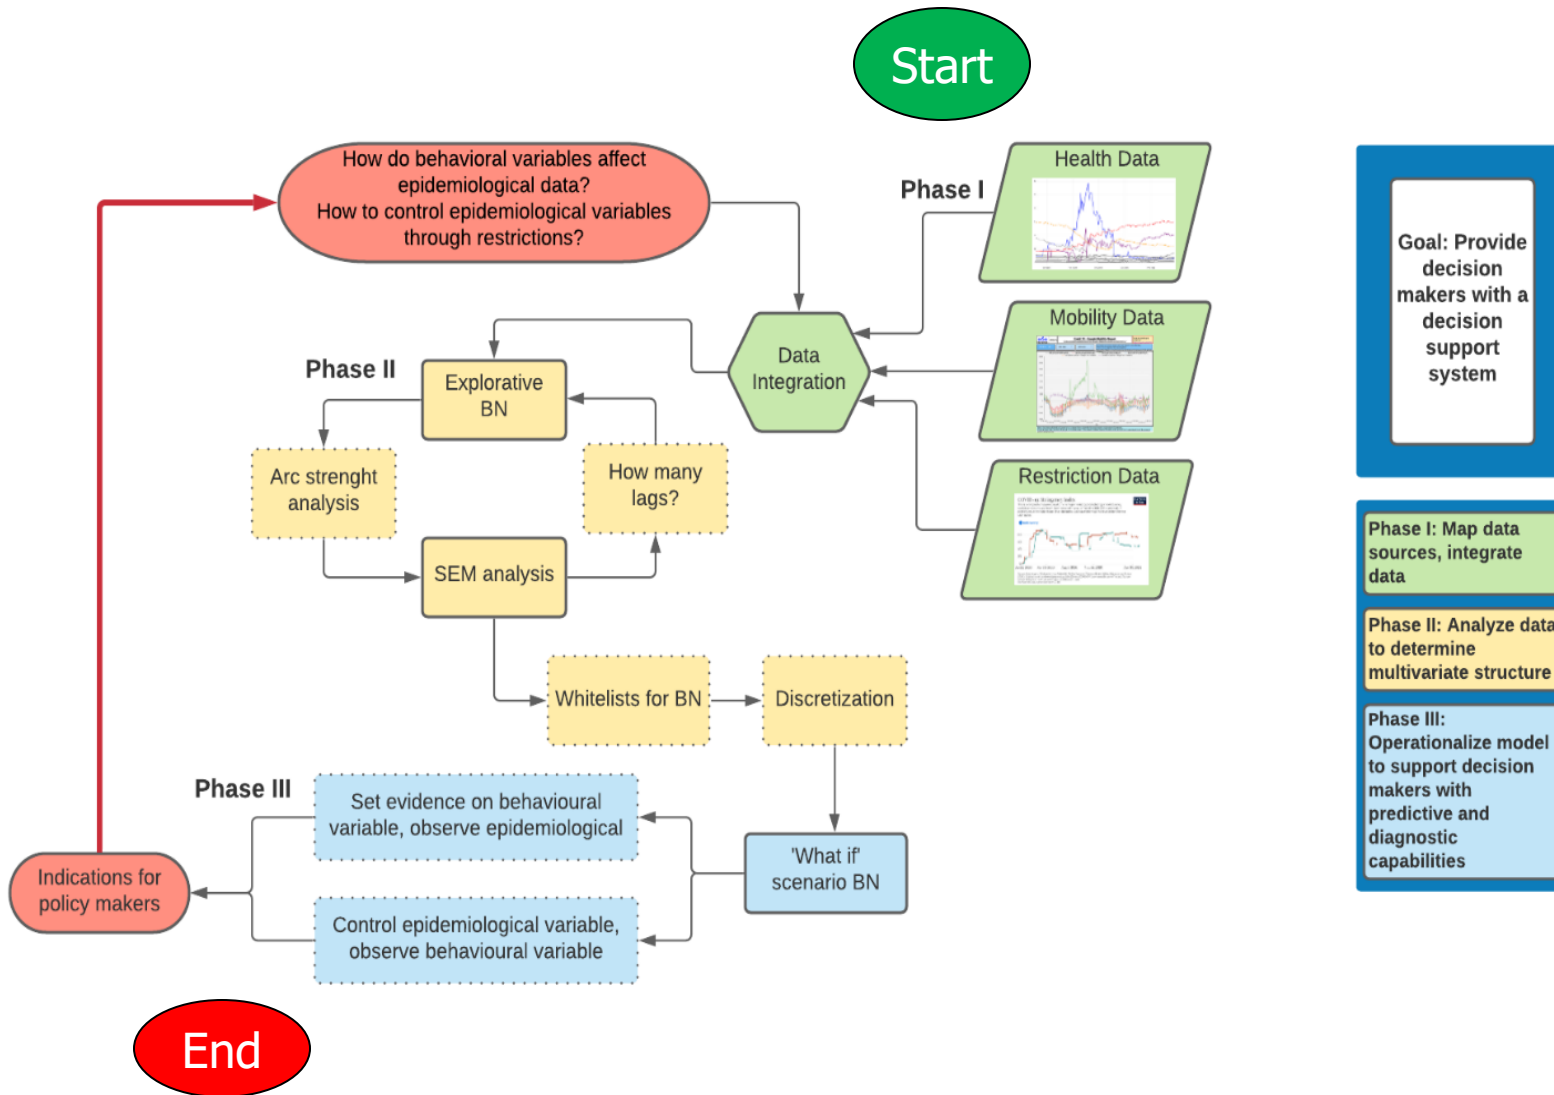 Start
How do behavioral variables affect
epidemiological data?
How to control epidemiological variables
through restrictions?
Phase I
Health Data
Mobility Data
Restriction Data
Data
Integration
Phase II
Explorative
BN
Arc strenght
analysis
How many
lags?
SEM analysis
Whitelists for BN
Discretization
Phase III
Set evidence on behavioural
variable, observe epidemiological
Control epidemiological variable,
observe behavioural variable
'What if'
scenario BN
Indications for
policy makers
End
Goal: Provide
decision
makers with a
decision
support
system
Phase I: Map data
sources, integrate
data
Phase II: Analyze data
to determine
multivariate structure
Phase III:
Operationalize model
to support decision
makers with
predictive and
diagnostic
capabilities